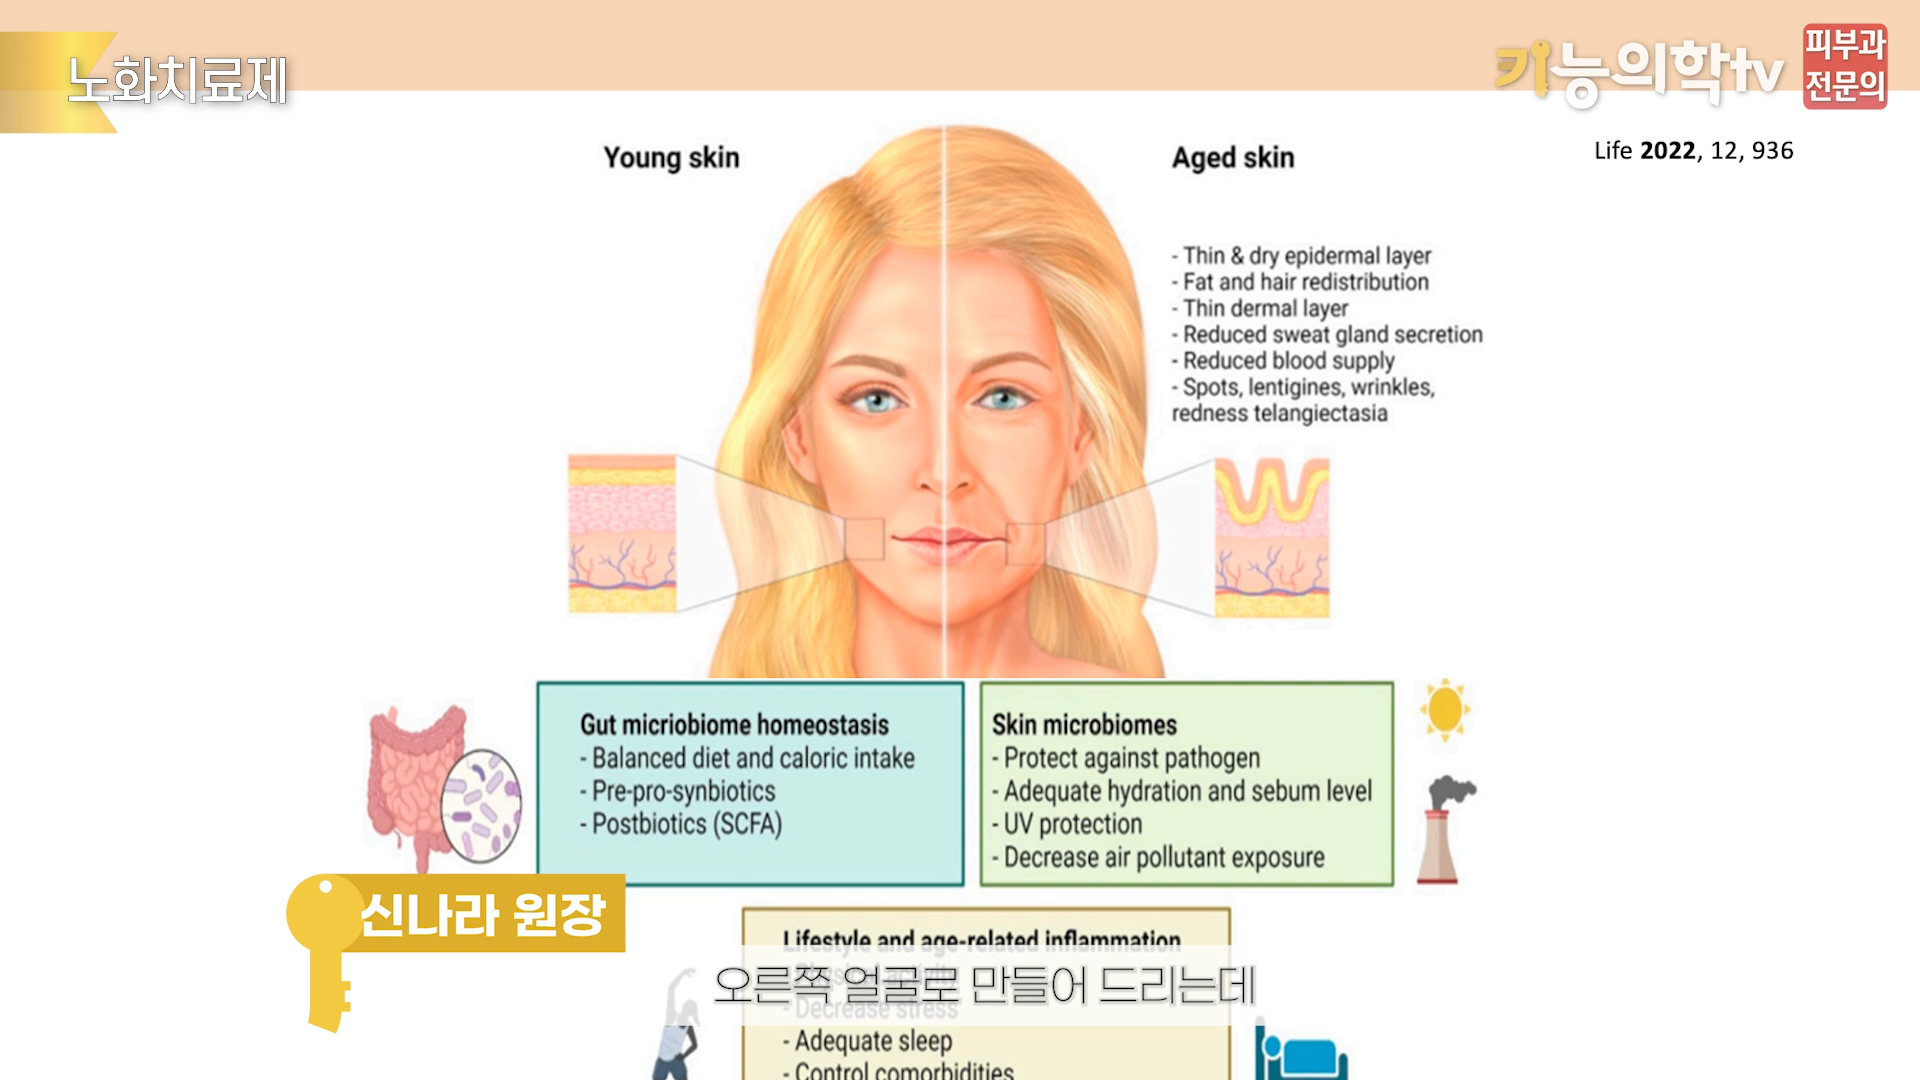 노화치료제
기능의학tv
피부과
전문의
Life 2022, 12, 936
Young skin
Aged skin
- Thin & dry epidermal layer
- Fat and hair redistribution
- Thin dermal layer
- Reduced sweat gland secretion
- Reduced blood supply
- Spots, lentigines, wrinkles,
redness telangiectasia
Gut micriobiome homeostasis
- Balanced diet and caloric intake
- Pre-pro-synbiotics
- Postbiotics (SCFA)
Skin microbiomes
- Protect against pathogen
- Adequate hydration and sebum level
- UV protection
- Decrease air pollutant exposure
신나라 원장
Lifestyle and age-related inflammation
- Physical activity
오른쪽 얼굴로 만들어 드리는데
- Decrease stress
- Adequate sleep
- Control comorbidities